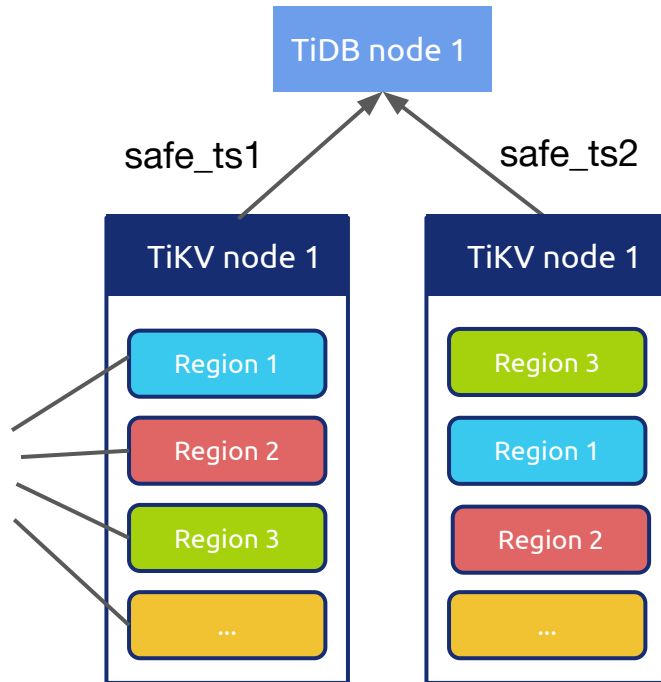 TiDB node 1
safe_ts1
safe_ts2
TiKV node 1
TiKV node 1
Region 1
Region 2
Region 3
...
Region 3
Region 1
Region 2
...